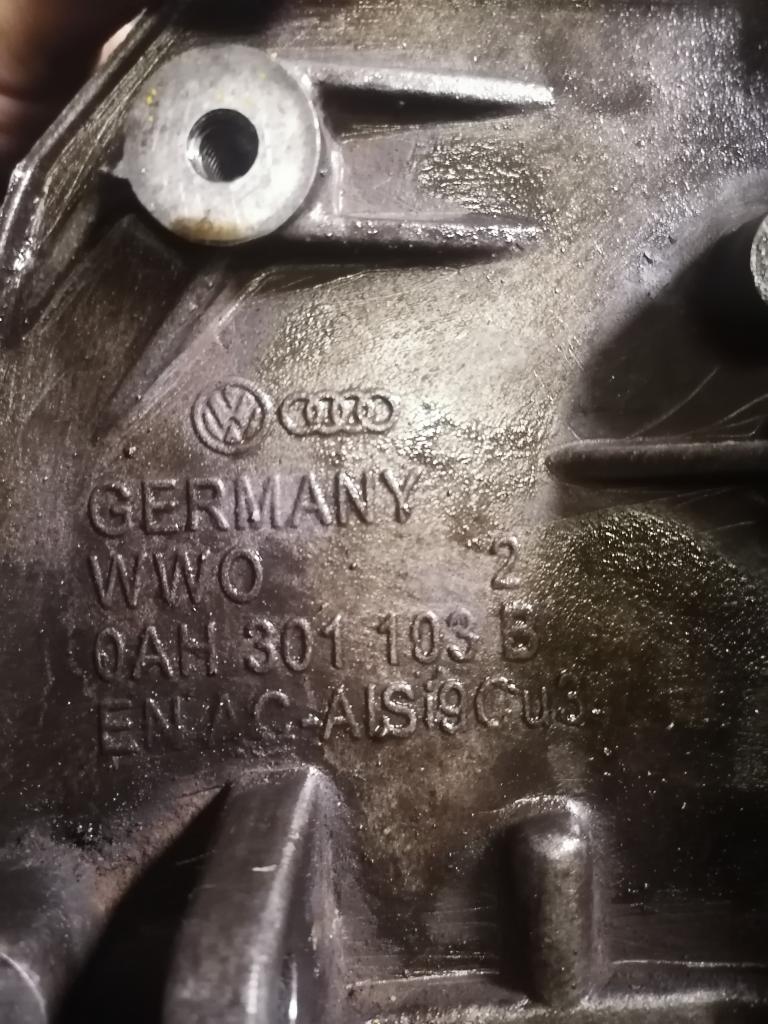 GERMANY
WWO 2
0AH 301 103 B
EN AC-AlSi9Cu3